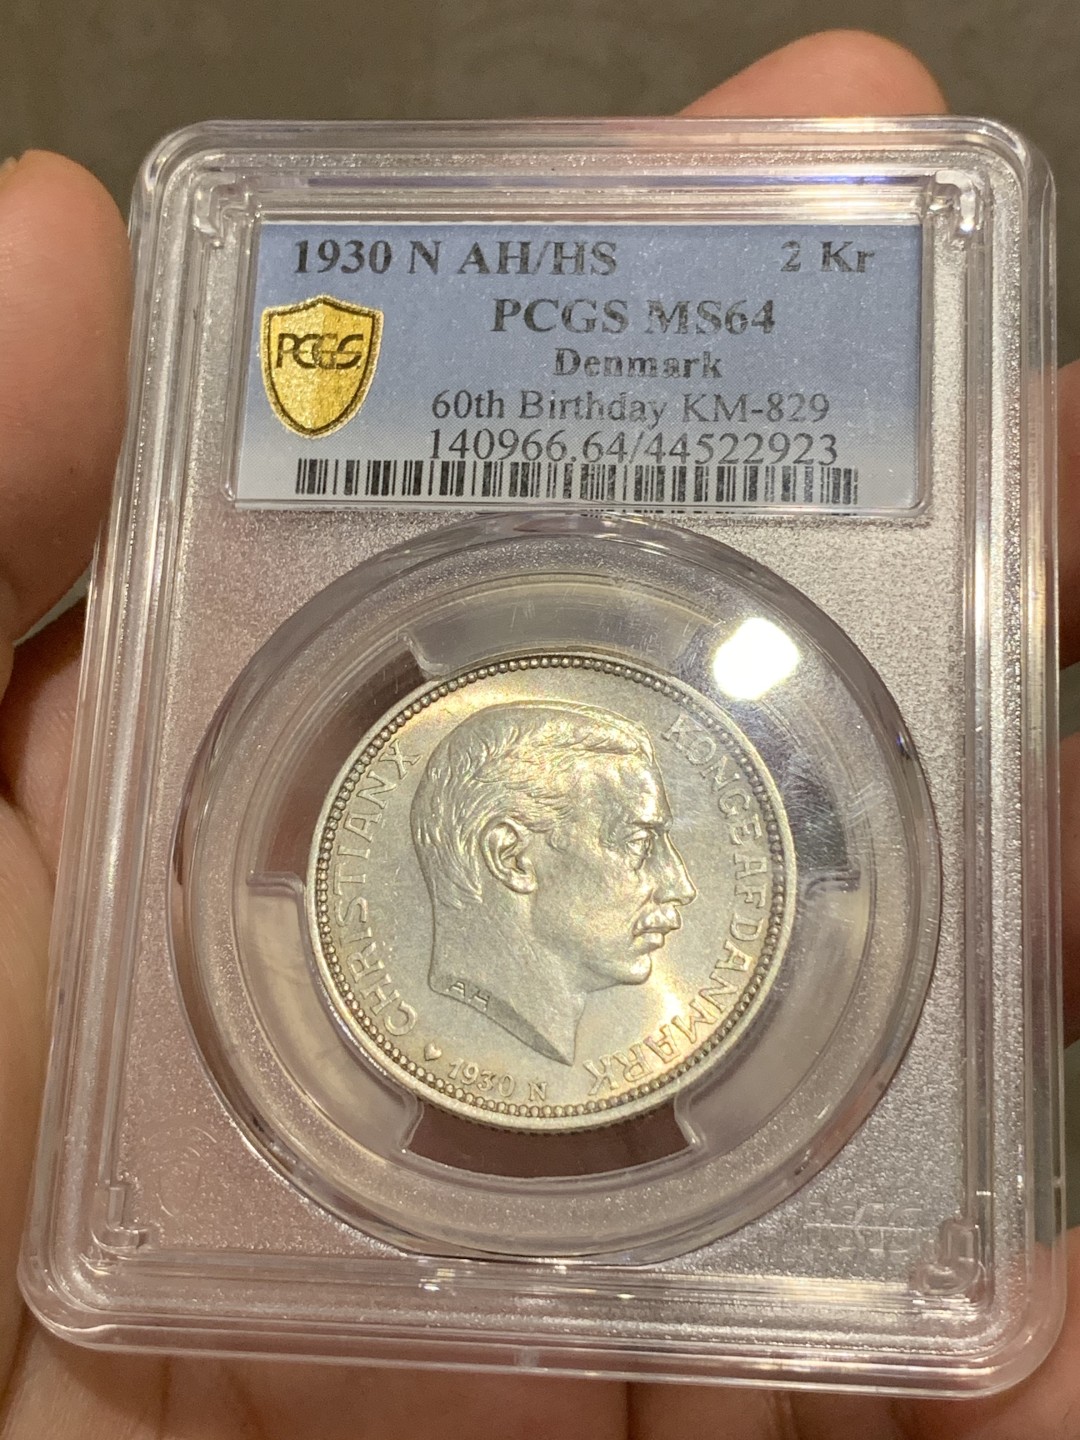 1930 N AH/HS 2 Kr
PCGS MS64
PCGS
Denmark
60th Birthday KM-829
140966.64/44522923
CHRISTIAN X KONGE AF DANMARK
AH
♥ 1930 N